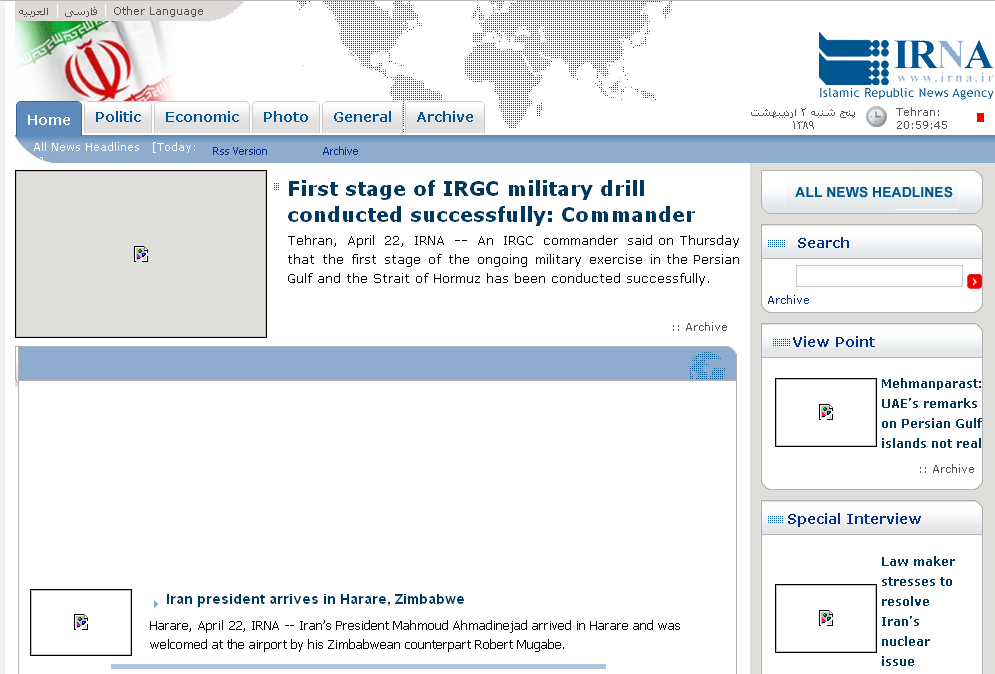 العربیه فارسی Other Language
IRNA
www.irna.ir
Islamic Republic News Agency
Home Politic Economic Photo General Archive
پنج شنبه ۲ اردیبهشت
۱۳۸۹
Tehran:
20:59:45
All News Headlines [Today:
Rss Version Archive
First stage of IRGC military drill
conducted successfully: Commander
Tehran, April 22, IRNA -- An IRGC commander said on Thursday
that the first stage of the ongoing military exercise in the Persian
Gulf and the Strait of Hormuz has been conducted successfully.
:: Archive
Iran president arrives in Harare, Zimbabwe
Harare, April 22, IRNA -- Iran's President Mahmoud Ahmadinejad arrived in Harare and was
welcomed at the airport by his Zimbabwean counterpart Robert Mugabe.
ALL NEWS HEADLINES
Search
Archive
View Point
Mehmanparast:
UAE's remarks
on Persian Gulf
islands not real
:: Archive
Special Interview
Law maker
stresses to
resolve
Iran's
nuclear
issue